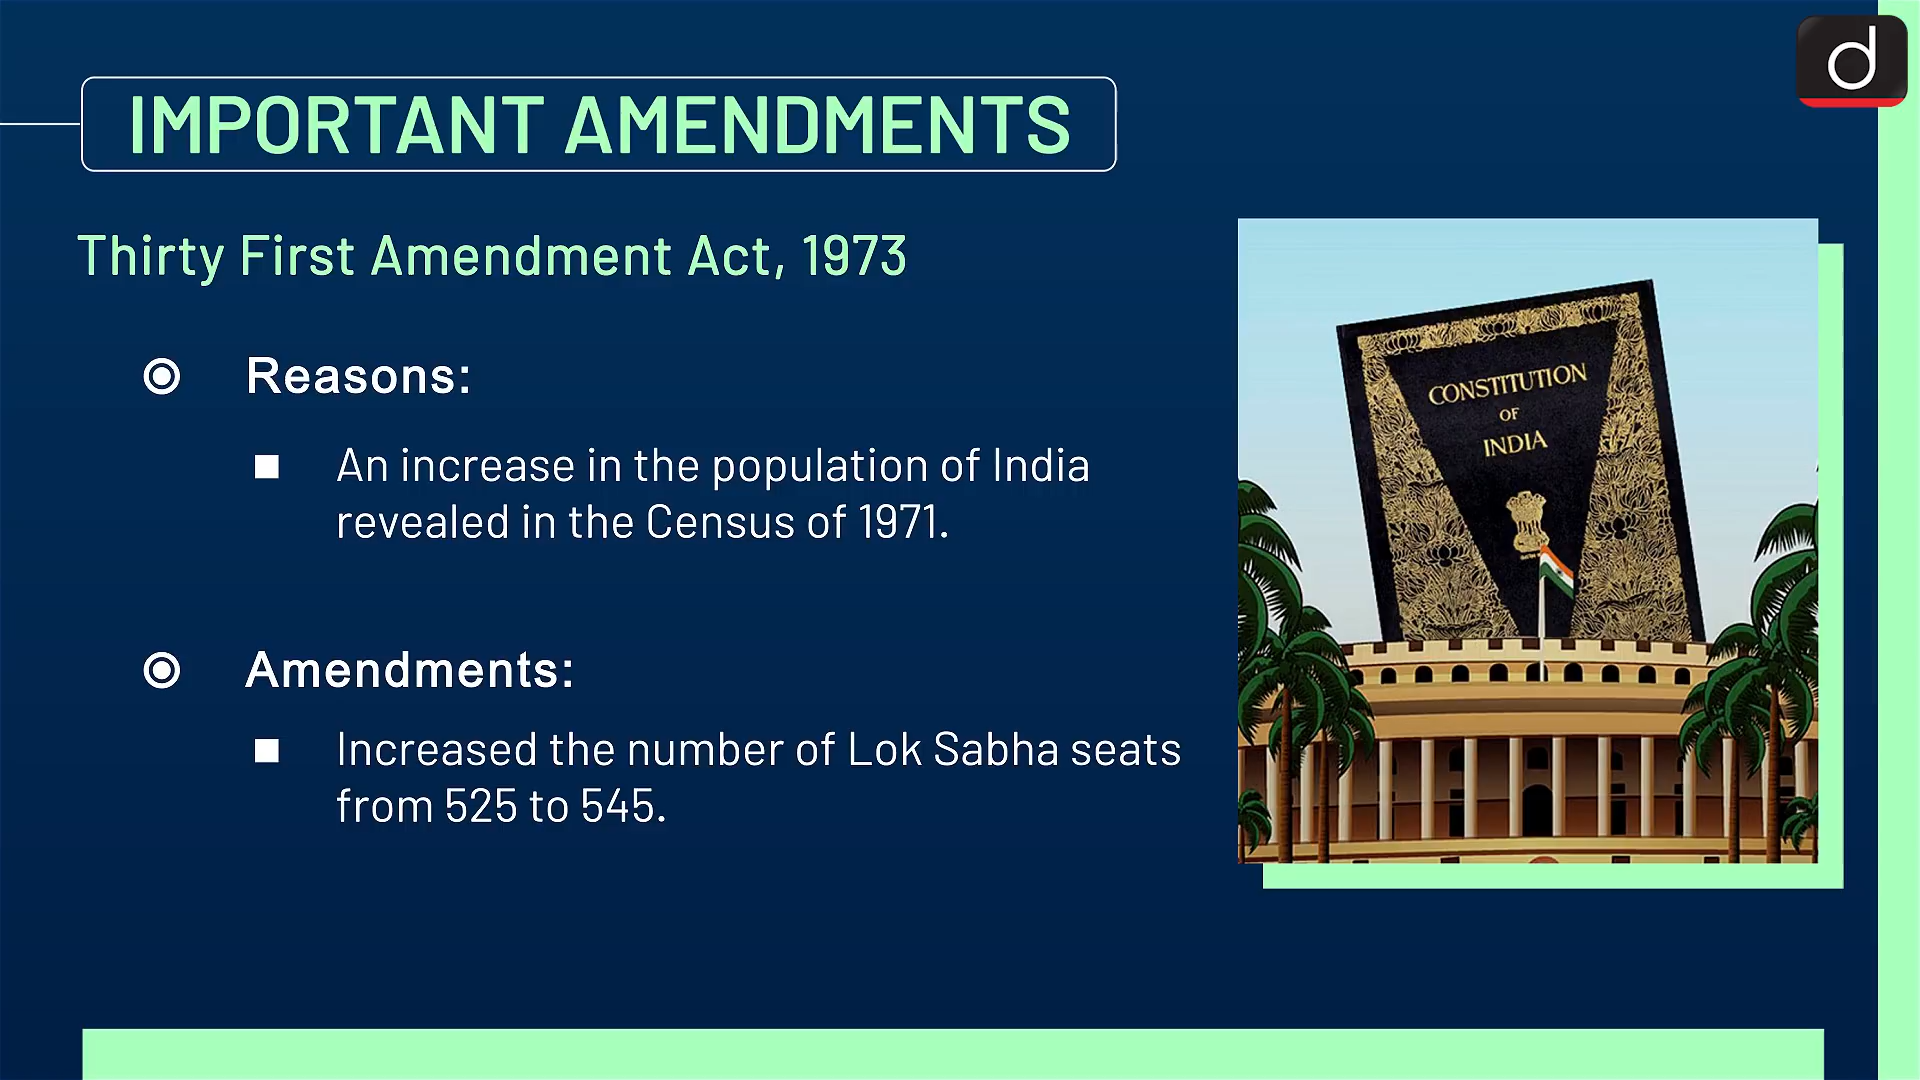 d
IMPORTANT AMENDMENTS
Thirty First Amendment Act, 1973
Reasons:
An increase in the population of India
revealed in the Census of 1971.
Amendments:
Increased the number of Lok Sabha seats
from 525 to 545.
CONSTITUTION
OF
INDIA